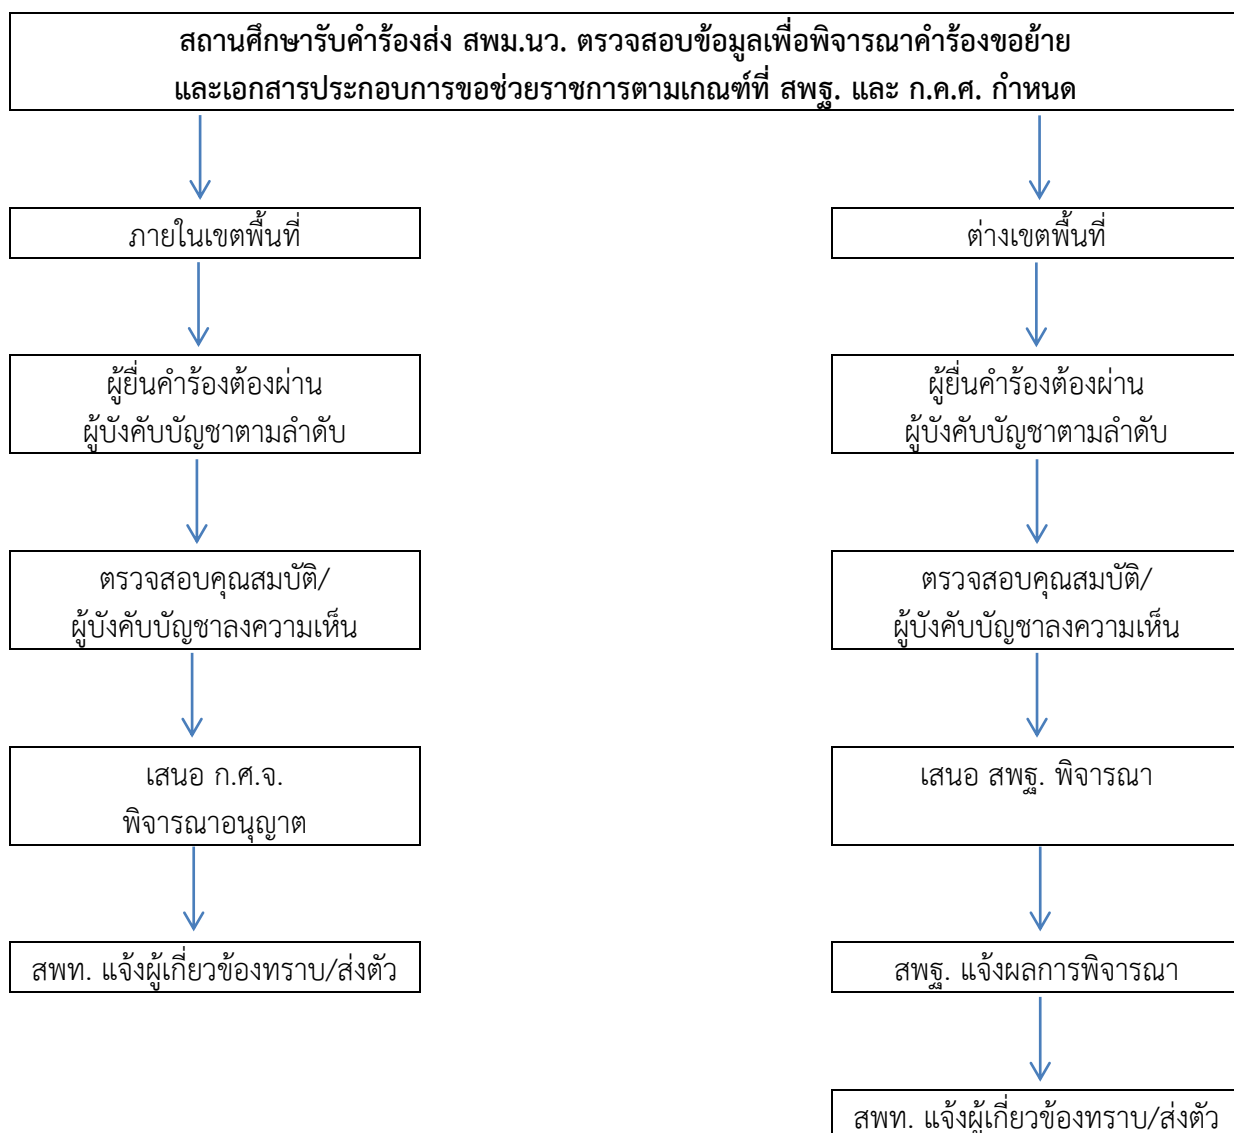 สถานศึกษารับคำร้องส่ง สพม.นว. ตรวจสอบข้อมูลเพื่อพิจารณาคำร้องขอย้าย
และเอกสารประกอบการขอช่วยราชการตามเกณฑ์ที่ สพฐ. และ ก.ค.ศ. กำหนด
ภายในเขตพื้นที่
ผู้ยื่นคำร้องต้องผ่าน
ผู้บังคับบัญชาตามลำดับ
ตรวจสอบคุณสมบัติ/
ผู้บังคับบัญชาลงความเห็น
เสนอ ก.ศ.จ.
พิจารณาอนุญาต
สพท. แจ้งผู้เกี่ยวข้องทราบ/ส่งตัว
ต่างเขตพื้นที่
ผู้ยื่นคำร้องต้องผ่าน
ผู้บังคับบัญชาตามลำดับ
ตรวจสอบคุณสมบัติ/
ผู้บังคับบัญชาลงความเห็น
เสนอ สพฐ. พิจารณา
สพฐ. แจ้งผลการพิจารณา
สพท. แจ้งผู้เกี่ยวข้องทราบ/ส่งตัว